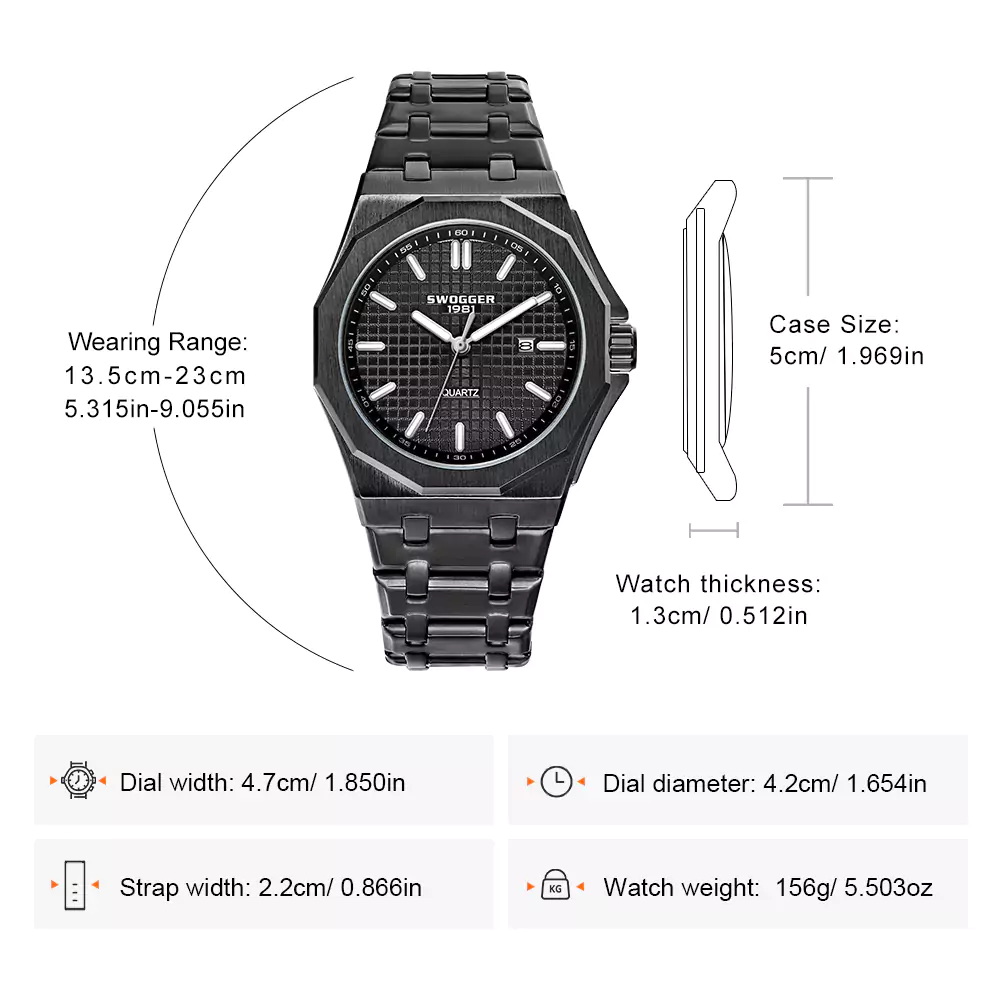 60
05
10
15
20
25
30
35
40
45
50
55
SWOGGER
1981
8
QUARTZ
Wearing Range:
13.5cm-23cm
5.315in-9.055in
Case Size:
5cm/ 1.969in
Watch thickness:
1.3cm/ 0.512in
Dial width: 4.7cm/ 1.850in
Dial diameter: 4.2cm/ 1.654in
Strap width: 2.2cm/ 0.866in
KG
Watch weight: 156g/ 5.503oz